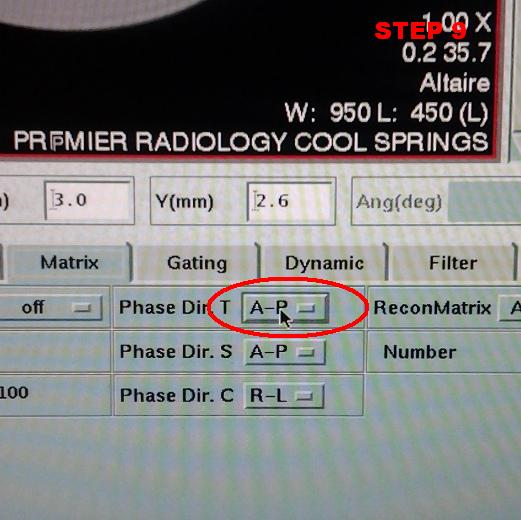 1.00 X
STEP 9
0.2 35.7
Altaire
W: 950 L: 450 (L)
PREMIER RADIOLOGY COOL SPRINGS
) 3.0 Y(mm) 2.6 Ang(deg)
Matrix Gating Dynamic Filter
off Phase Dir. T A-P ReconMatrix A
Phase Dir. S A-P Number
100 Phase Dir. C R-L